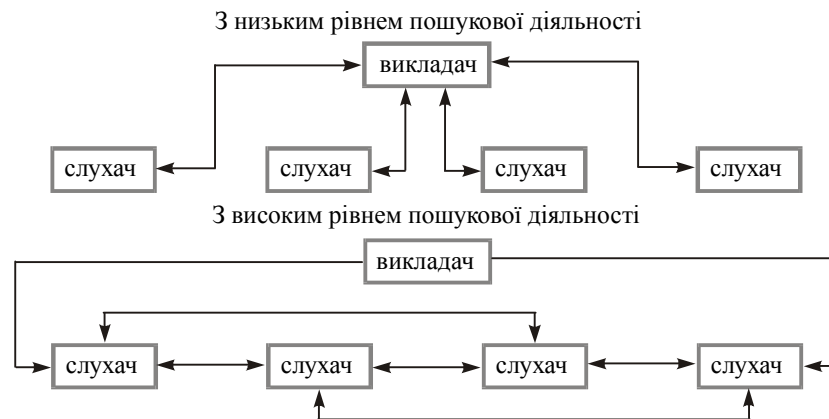 З низьким рівнем пошукової діяльності
викладач
слухач слухач слухач слухач
З високим рівнем пошукової діяльності
викладач
слухач слухач слухач слухач